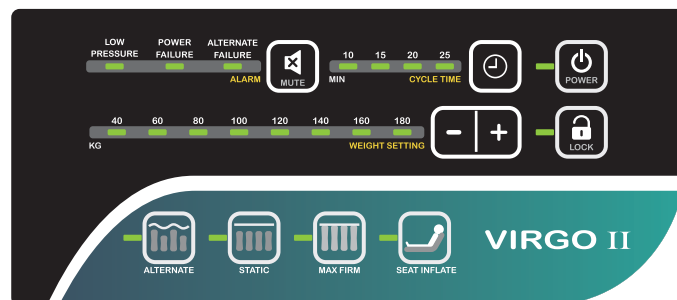 LOW PRESSURE
POWER FAILURE
ALTERNATE FAILURE
ALARM
MUTE
10 15 20 25
MIN
CYCLE TIME
POWER
40 60 80 100 120 140 160 180
KG
WEIGHT SETTING
- +
LOCK
ALTERNATE
STATIC
MAX FIRM
SEAT INFLATE
VIRGO II